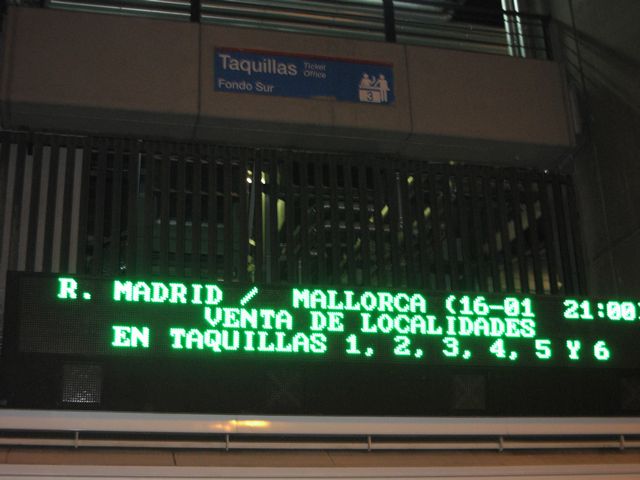 Taquillas Ticket Office
Fondo Sur
3
R. MADRID / MALLORCA (16-01 21:00)
VENTA DE LOCALIDADES
EN TAQUILLAS 1, 2, 3, 4, 5 Y 6